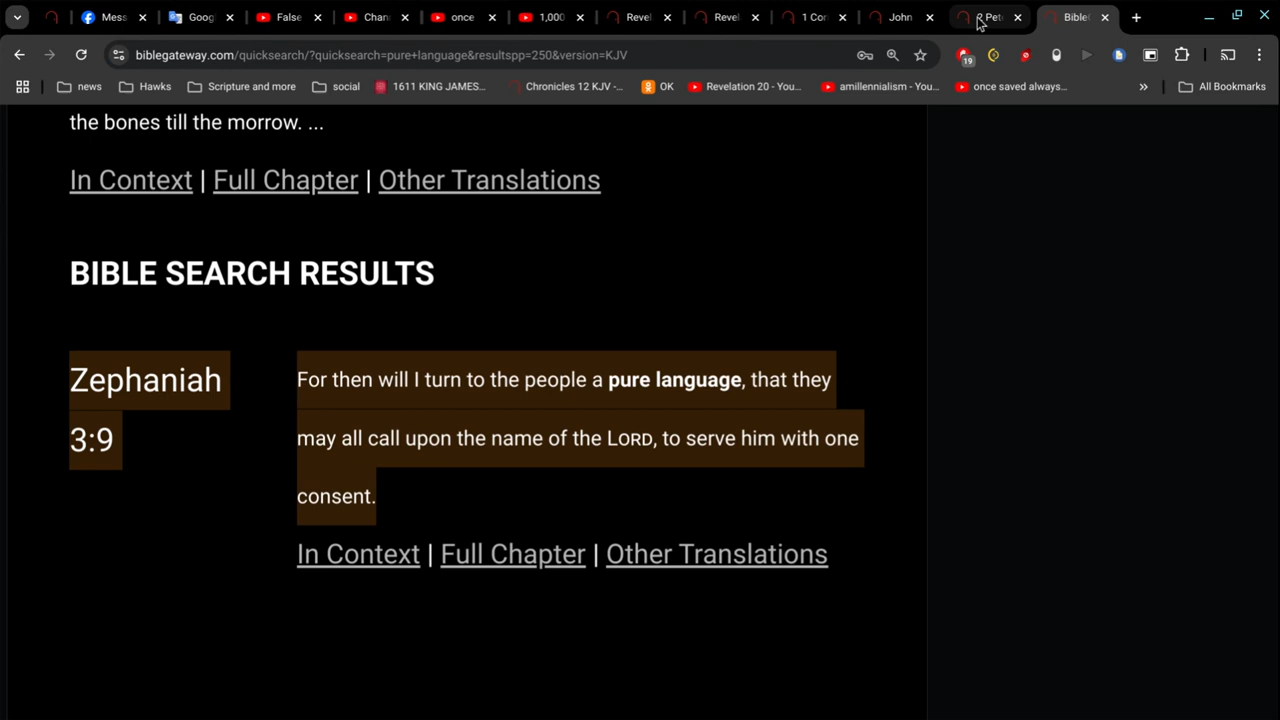 Mess
Goog
False
Chan
once
1,000
Revel
Revel
1 Cor
John
2 Pet
Bible
biblegateway.com/quicksearch/?quicksearch=pure+language&resultspp=250&version=KJV
19
news
Hawks
Scripture and more
social
1611 KING JAMES...
Chronicles 12 KJV -...
OK
Revelation 20 - You...
amillennialism - You...
once saved always...
All Bookmarks
the bones till the morrow. ...
In Context | Full Chapter | Other Translations
BIBLE SEARCH RESULTS
Zephaniah
3:9
For then will I turn to the people a pure language, that they
may all call upon the name of the LORD, to serve him with one
consent.
In Context | Full Chapter | Other Translations